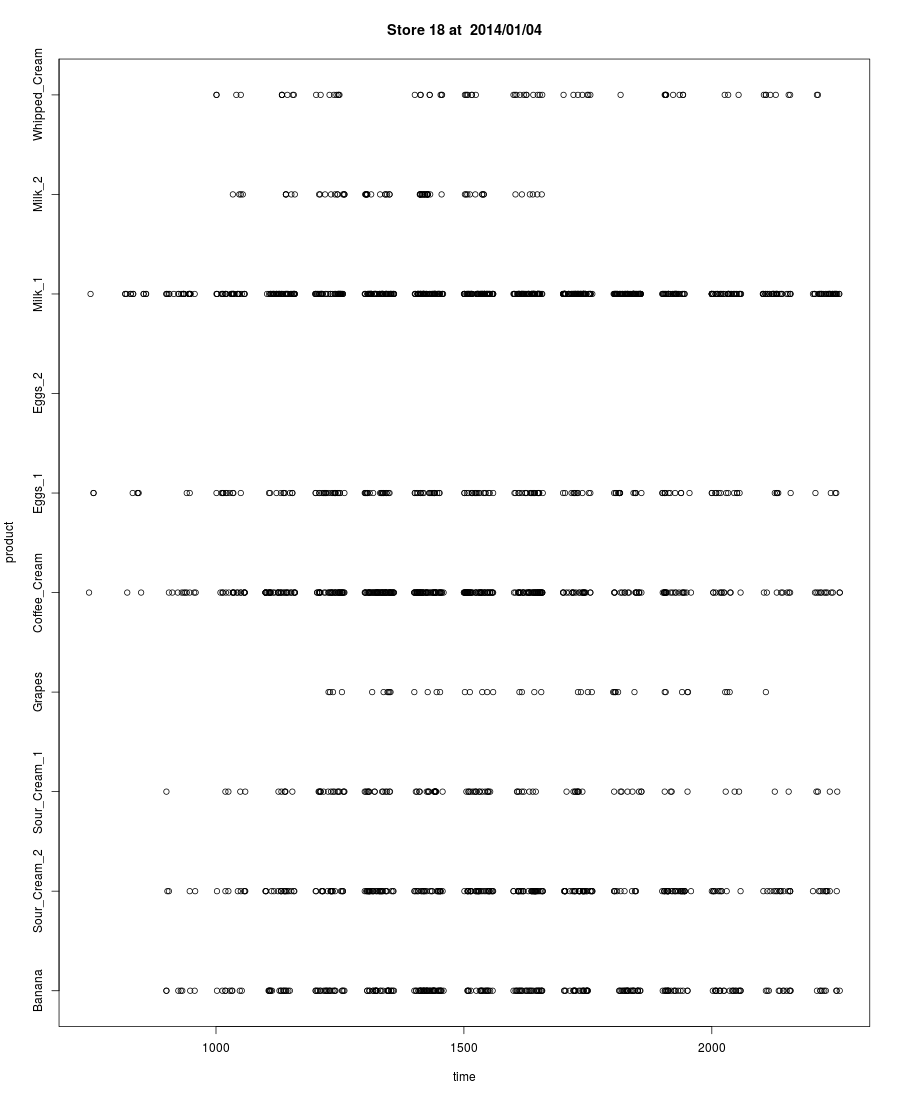 Store 18 at 2014/01/04
product
Whipped_Cream
Milk_2
Milk_1
Eggs_2
Eggs_1
Coffee_Cream
Grapes
Sour_Cream_1
Sour_Cream_2
Banana
1000 1500 2000
time